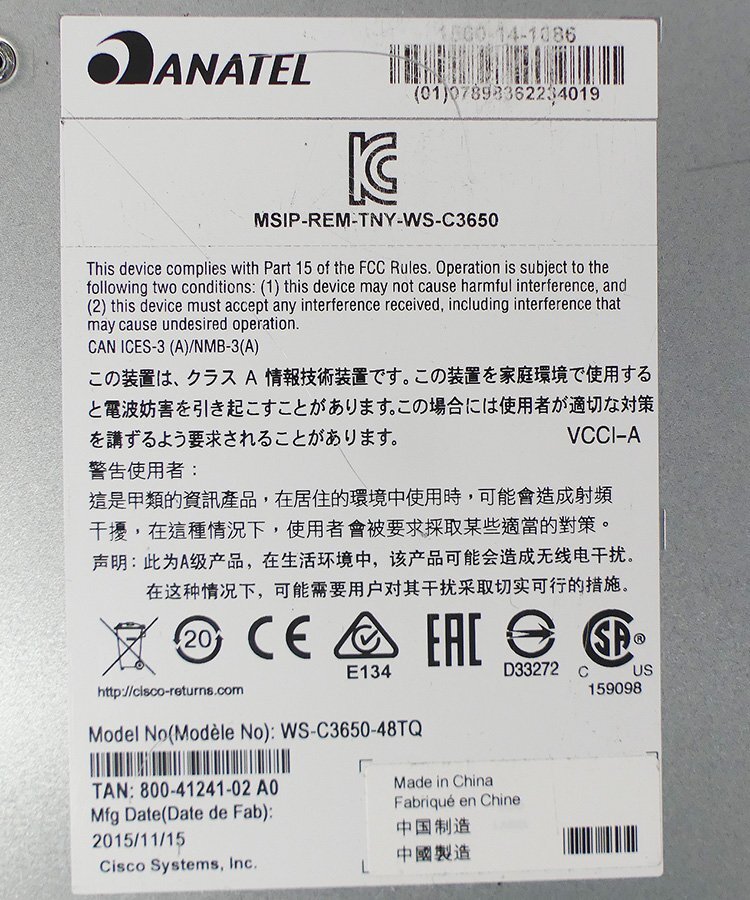 ANATEL
1560-14-1086
(01)07898362234019
MSIP-REM-TNY-WS-C3650
This device complies with Part 15 of the FCC Rules. Operation is subject to the
following two conditions: (1) this device may not cause harmful interference, and
(2) this device must accept any interference received, including interference that
may cause undesired operation.
CAN ICES-3 (A)/NMB-3(A)
この装置は、クラス A 情報技術装置です。この装置を家庭環境で使用する
と電波妨害を引き起こすことがあります。この場合には使用者が適切な対策
を講ずるよう要求されることがあります。 VCCI-A
警告使用者：
這是甲類的資訊產品，在居住的環境中使用時，可能會造成射頻
干擾，在這種情況下，使用者會被要求採取某些適當的對策。
声明：此为A级产品，在生活环境中，该产品可能会造成无线电干扰。
在这种情况下，可能需要用户对其干扰采取切实可行的措施。
20 CE EAC SA ®
E134 D33272 C US
http://cisco-returns.com 159098
Model No(Modèle No): WS-C3650-48TQ
TAN: 800-41241-02 A0
Mfg Date(Date de Fab):
2015/11/15
Cisco Systems, Inc.
Made in China
Fabriqué en Chine
中国制造
中國製造